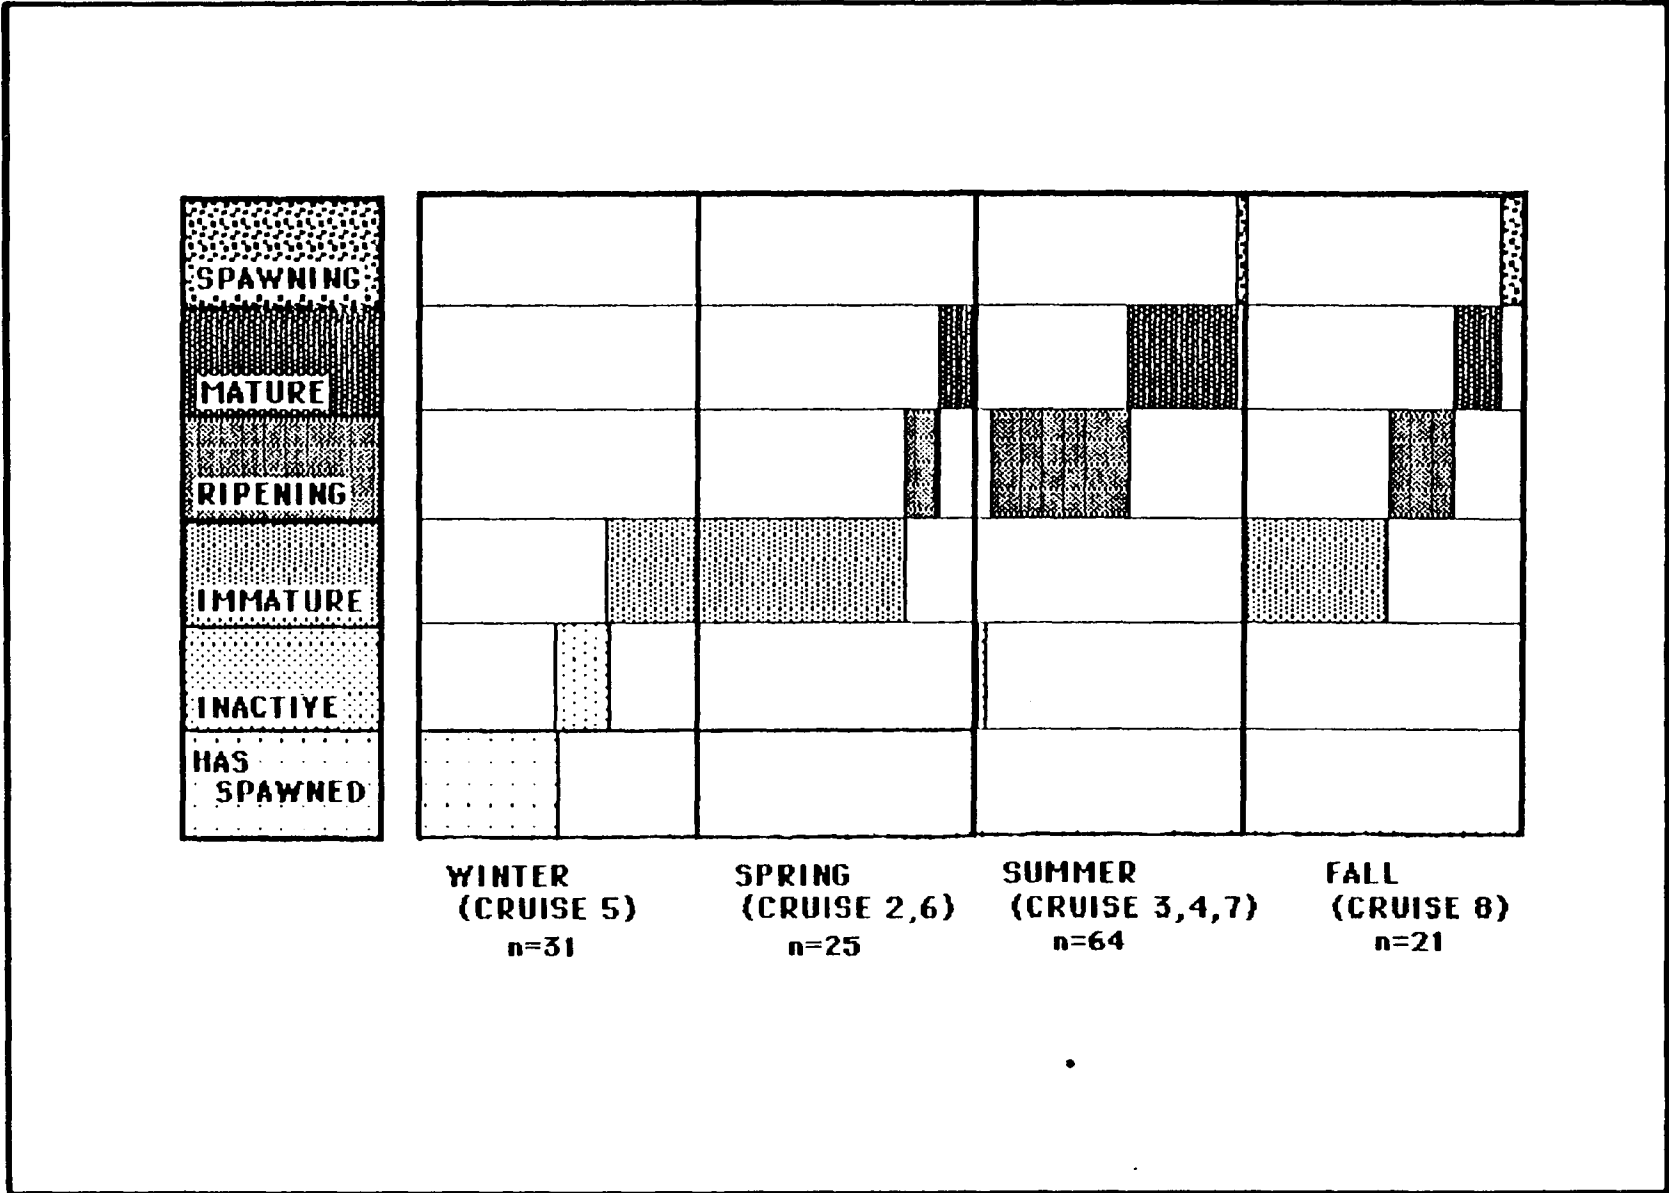 SPAWNING
MATURE
RIPENING
IMMATURE
INACTIVE
HAS
SPAWNED
WINTER
(CRUISE 5)
n=31
SPRING
(CRUISE 2,6)
n=25
SUMMER
(CRUISE 3,4,7)
n=64
FALL
(CRUISE 8)
n=21